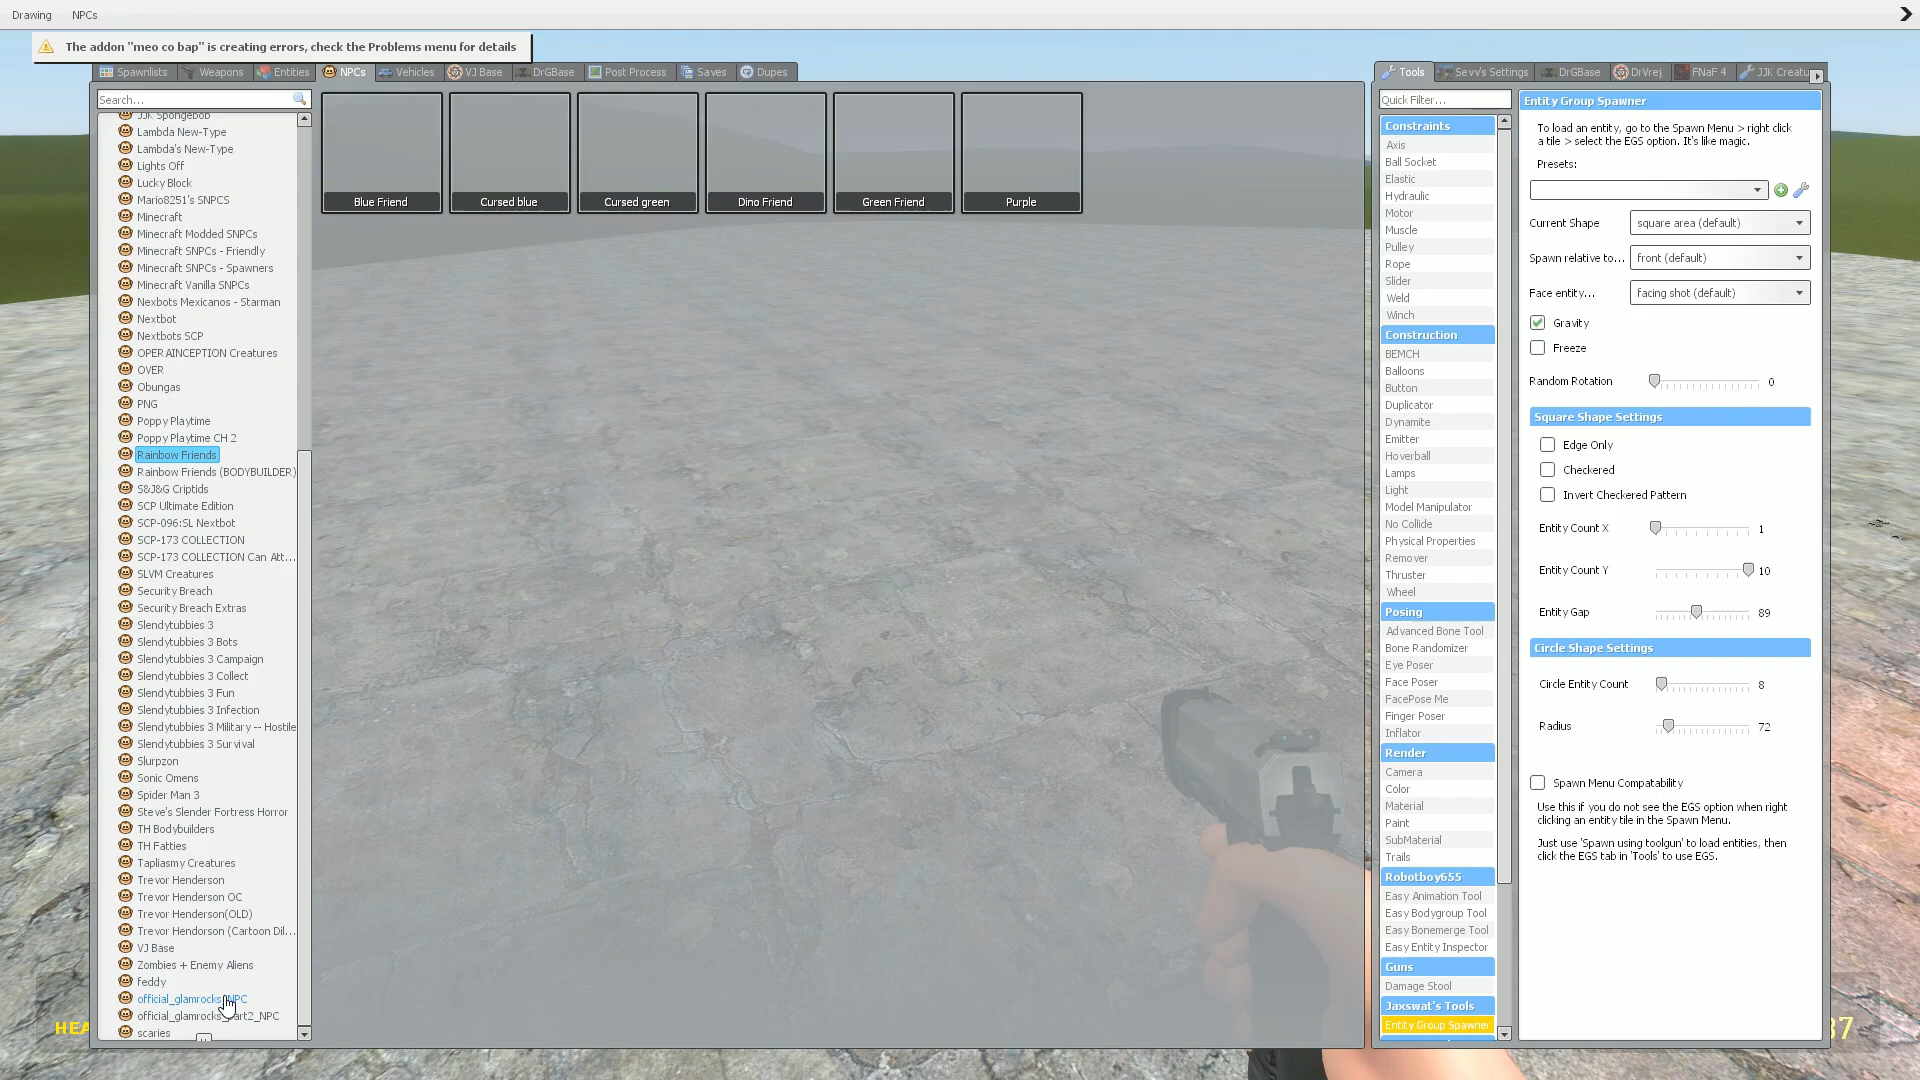 Drawing NPCs
The addon "meo co bap" is creating errors, check the Problems menu for details
Spawnlists Weapons Entities NPCs Vehicles VJ Base DrGBase Post Process Saves Dupes
Search...
JJK Spongebob
Lambda New-Type
Lambda's New-Type
Lights Off
Lucky Block
Mario8251's SNPCS
Minecraft
Minecraft Modded SNPCs
Minecraft SNPCs - Friendly
Minecraft SNPCs - Spawners
Minecraft Vanilla SNPCs
Nexbots Mexicanos - Starman
Nextbot
Nextbots SCP
OPERAINCEPTION Creatures
OVER
Obungas
PNG
Poppy Playtime
Poppy Playtime CH 2
Rainbow Friends
Rainbow Friends (BODYBUILDER)
S&J&G Criptids
SCP Ultimate Edition
SCP-096:SL Nextbot
SCP-173 COLLECTION
SCP-173 COLLECTION Can Att...
SLVM Creatures
Security Breach
Security Breach Extras
Slendytubbies 3
Slendytubbies 3 Bots
Slendytubbies 3 Campaign
Slendytubbies 3 Collect
Slendytubbies 3 Fun
Slendytubbies 3 Infection
Slendytubbies 3 Military -- Hostile
Slendytubbies 3 Survival
Slurpzon
Sonic Omens
Spider Man 3
Steve's Slender Fortress Horror
TH Bodybuilders
TH Fatties
Tapliasmy Creatures
Trevor Henderson
Trevor Henderson OC
Trevor Henderson(OLD)
Trevor Hendorson (Cartoon Dil...
VJ Base
Zombies + Enemy Aliens
feddy
official_glamrocks_NPC
official_glamrocks_part2_NPC
scaries
HEA
Blue Friend Cursed blue Cursed green Dino Friend Green Friend Purple
Tools Sevv's Settings DrGBase DrVrej FNaF 4 JJK Creatu
Quick Filter...
Constraints
Axis
Ball Socket
Elastic
Hydraulic
Motor
Muscle
Pulley
Rope
Slider
Weld
Winch
Construction
BEMCH
Balloons
Button
Duplicator
Dynamite
Emitter
Hoverball
Lamps
Light
Model Manipulator
No Collide
Physical Properties
Remover
Thruster
Wheel
Posing
Advanced Bone Tool
Bone Randomizer
Eye Poser
Face Poser
FacePose Me
Finger Poser
Inflator
Render
Camera
Color
Material
Paint
SubMaterial
Trails
Robotboy655
Easy Animation Tool
Easy Bodygroup Tool
Easy Bonemerge Tool
Easy Entity Inspector
Guns
Damage Stool
Jaxswat's Tools
Entity Group Spawner
Entity Group Spawner
To load an entity, go to the Spawn Menu > right click
a tile > select the EGS option. It's like magic.
Presets:
Current Shape square area (default)
Spawn relative to... front (default)
Face entity... facing shot (default)
Gravity
Freeze
Random Rotation 0
Square Shape Settings
Edge Only
Checkered
Invert Checkered Pattern
Entity Count X 1
Entity Count Y 10
Entity Gap 89
Circle Shape Settings
Circle Entity Count 8
Radius 72
Spawn Menu Compatability
Use this if you do not see the EGS option when right
clicking an entity tile in the Spawn Menu.
Just use 'Spawn using toolgun' to load entities, then
click the EGS tab in 'Tools' to use EGS.